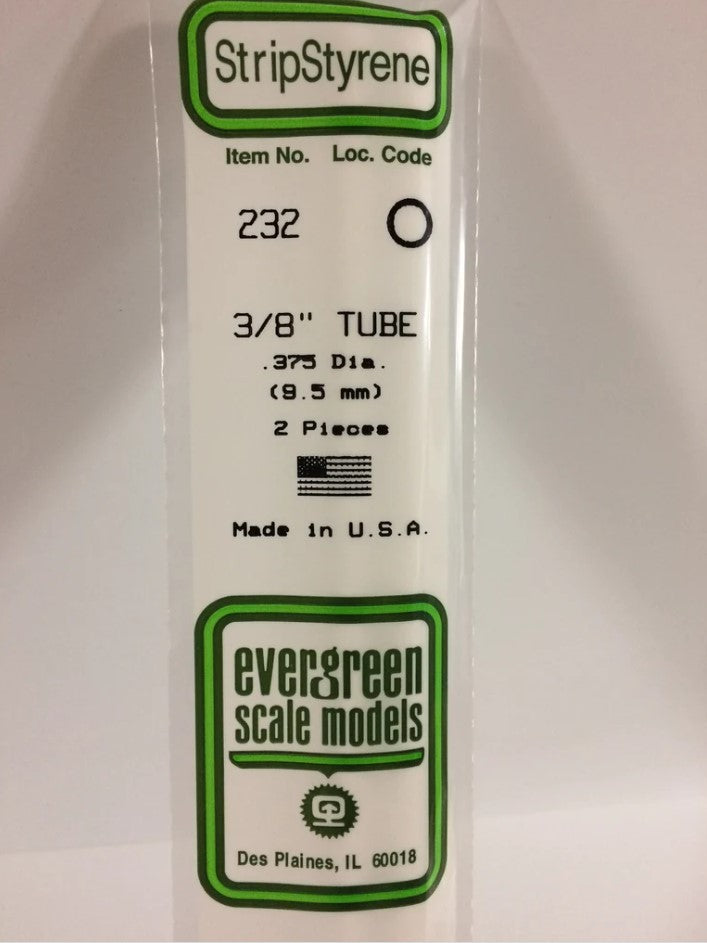 StripStyrene
Item No. Loc. Code
232
3/8" TUBE
.375 Dia.
(9.5 mm)
2 Pieces
Made in U.S.A.
evergreen
scale models
Des Plaines, IL 60018